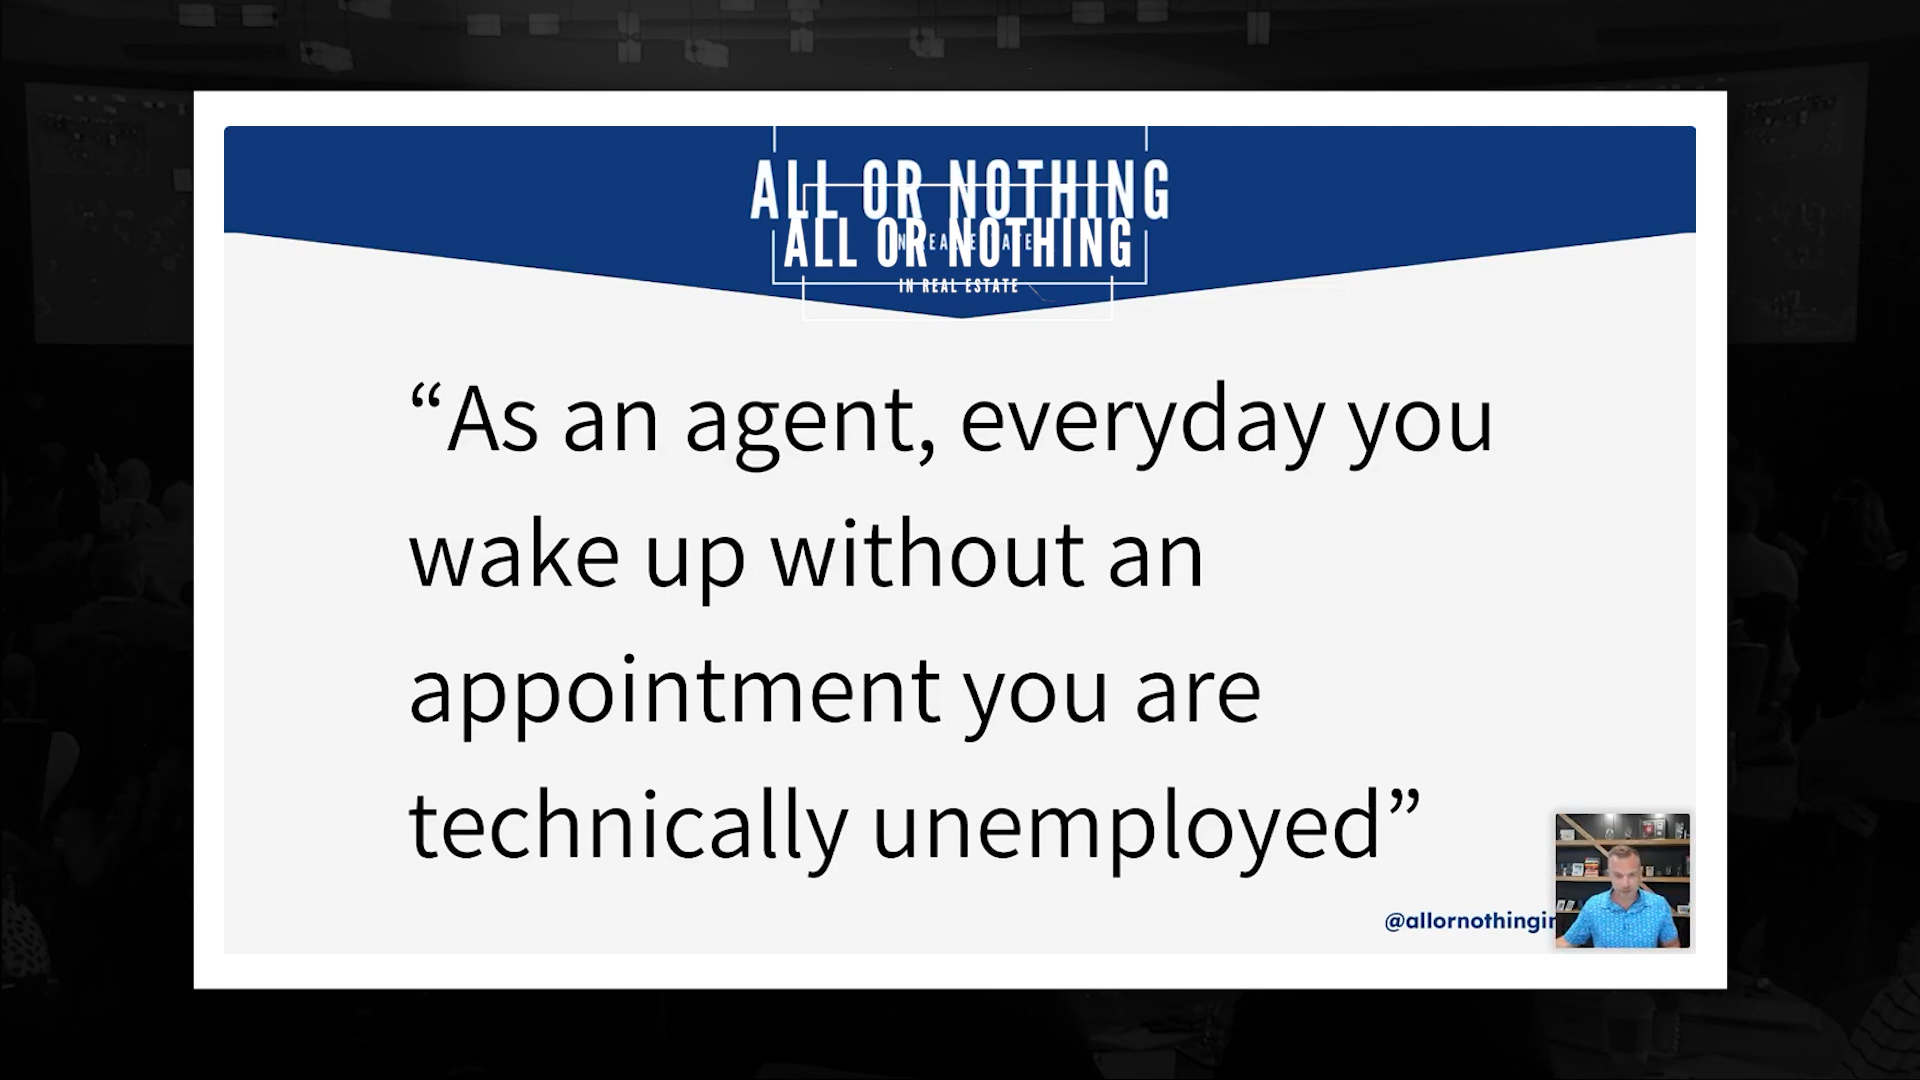 ALL OR NOTHING
ALL OR NOTHING
IN REAL ESTATE
“As an agent, everyday you
wake up without an
appointment you are
technically unemployed”
@allornothingin